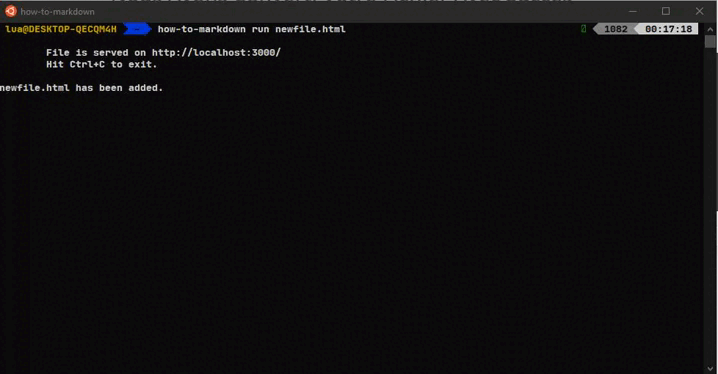 how-to-markdown
lua@DESKTOP-QECQM4H ~ how-to-markdown run newfile.html 1082 00:17:18
File is served on http://localhost:3000/
Hit Ctrl+C to exit.
newfile.html has been added.